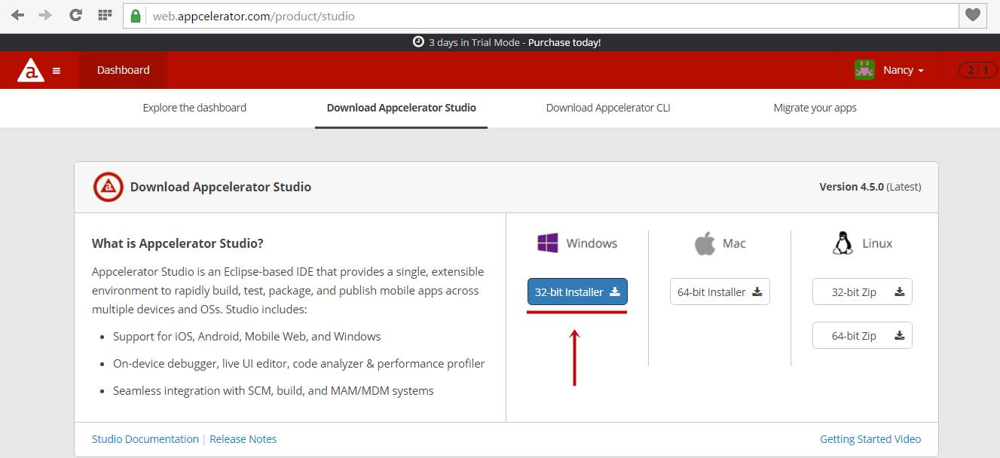 web.appcelerator.com/product/studio
3 days in Trial Mode - Purchase today!
a Dashboard Nancy 2 / 1
Explore the dashboard Download Appcelerator Studio Download Appcelerator CLI Migrate your apps
a Download Appcelerator Studio Version 4.5.0 (Latest)
What is Appcelerator Studio?
Appcelerator Studio is an Eclipse-based IDE that provides a single, extensible
environment to rapidly build, test, package, and publish mobile apps across
multiple devices and OSs. Studio includes:
• Support for iOS, Android, Mobile Web, and Windows
• On-device debugger, live UI editor, code analyzer & performance profiler
• Seamless integration with SCM, build, and MAM/MDM systems
Windows
32-bit Installer
Mac
64-bit Installer
Linux
32-bit Zip
64-bit Zip
Studio Documentation | Release Notes
Getting Started Video